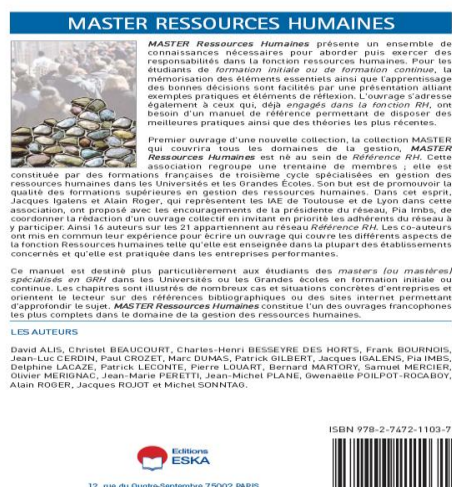 MASTER RESSOURCES HUMAINES
MASTER Ressources Humaines présente un ensemble de
connaissances nécessaires pour aborder puis exercer des
responsabilités dans la fonction ressources humaines. Pour les
étudiants de formation initiale ou de formation continue, la
mémorisation des éléments essentiels ainsi que l'apprentissage
des bonnes décisions sont facilités par une présentation alliant
exemples pratiques et éléments de réflexion. L'ouvrage s'adresse
également à ceux qui, déjà engagés dans la fonction RH, ont
besoin d'un manuel de référence permettant de disposer des
meilleures pratiques ainsi que des théories les plus récentes.
Premier ouvrage d'une nouvelle collection, la collection MASTER
qui couvrira tous les domaines de la gestion, MASTER
Ressources Humaines est né au sein de Référence RH. Cette
association regroupe une trentaine de membres ; elle est
constituée par des formations françaises de troisième cycle spécialisées en gestion des
ressources humaines dans les Universités et les Grandes Écoles. Son but est de promouvoir la
qualité des formations supérieures en gestion des ressources humaines. Dans cet esprit,
Jacques Igalens et Alain Roger, qui représentent les IAE de Toulouse et de Lyon dans cette
association, ont proposé avec les encouragements de la présidente du réseau, Pia Imbs, de
coordonner la rédaction d'un ouvrage collectif en invitant en priorité les adhérents du réseau à
y participer. Ainsi 16 auteurs sur les 21 appartiennent au réseau Référence RH. Les co-auteurs
ont mis en commun leur expérience pour écrire un ouvrage qui couvre les différents aspects de
la fonction Ressources humaines telle qu'elle est enseignée dans la plupart des établissements
concernés et qu'elle est pratiquée dans les entreprises performantes.
Ce manuel est destiné plus particulièrement aux étudiants des masters (ou mastères)
spécialisés en GRH dans les Universités ou les Grandes écoles en formation initiale ou
continue. Les chapitres sont illustrés de nombreux cas et situations concrètes d'entreprises et
orientent le lecteur sur des références bibliographiques ou des sites internet permettant
d'approfondir le sujet. MASTER Ressources Humaines constitue l'un des ouvrages francophones
les plus complets dans le domaine de la gestion des ressources humaines.
LES AUTEURS
David ALIS, Christel BEAUCOURT, Charles-Henri BESSEYRE DES HORTS, Frank BOURNOIS,
Jean-Luc CERDIN, Paul CROZET, Marc DUMAS, Patrick GILBERT, Jacques IGALENS, Pia IMBS,
Delphine LACAZE, Patrick LECONTE, Pierre LOUART, Bernard MARTORY, Samuel MERCIER,
Olivier MERIGNAC, Jean-Marie PERETTI, Jean-Michel PLANE, Gwenaëlle POILPOT-ROCABOY,
Alain ROGER, Jacques ROJOT et Michel SONNTAG.
ISBN 978-2-7472-1103-7
Editions
ESKA
12, rue du Quatre-Septembre 75002 PARIS